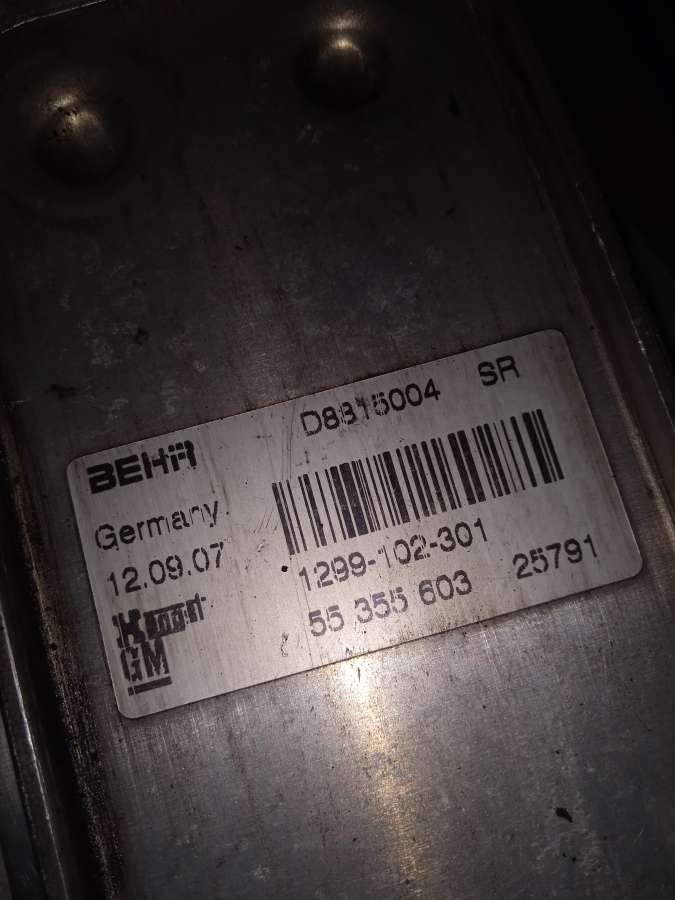 D8815004 SR
BEHR
Germany
12.09.07
1299-102-301
55 355 603 25791
GM